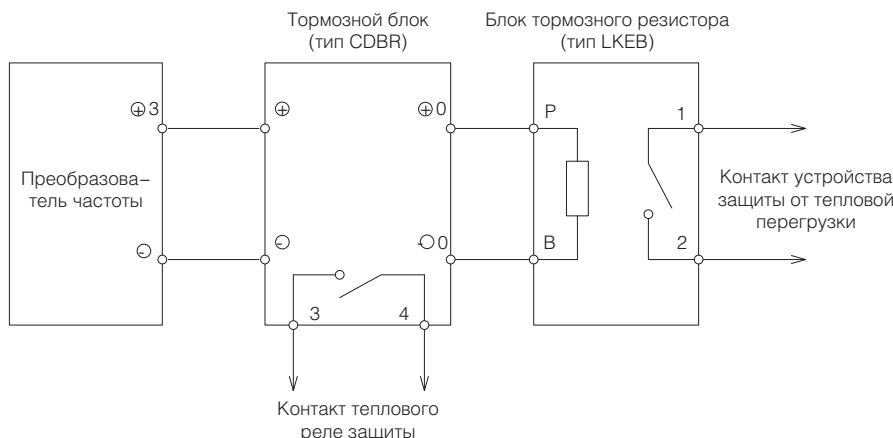 Тормозной блок
(тип CDBR)
Блок тормозного резистора
(тип LKEB)
⊕3
⊕
⊕0
P
1
Преобразова-
тель частоты
Контакт устройства
защиты от тепловой
перегрузки
⊖
⊖
⊖0
B
2
3
4
Контакт теплового
реле защиты